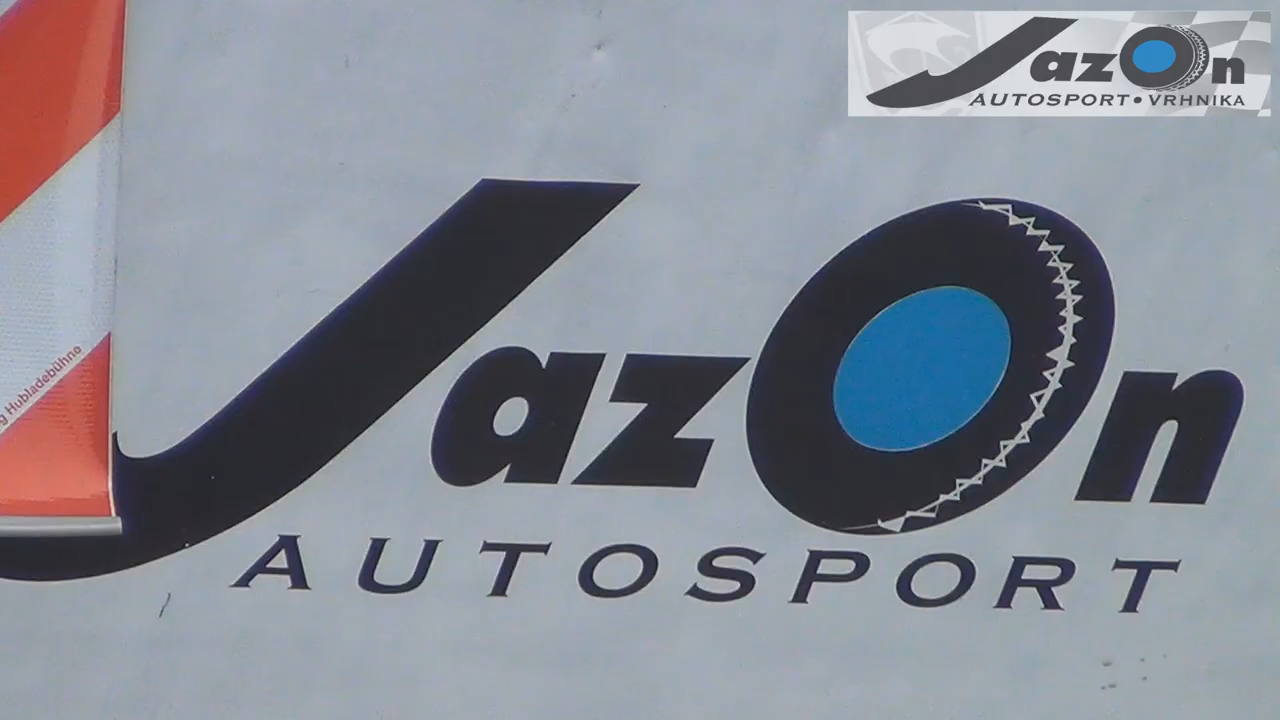 JazOn
AUTOSPORT • VRHNIKA
JazOn
AUTOSPORT
g Hubladebühne